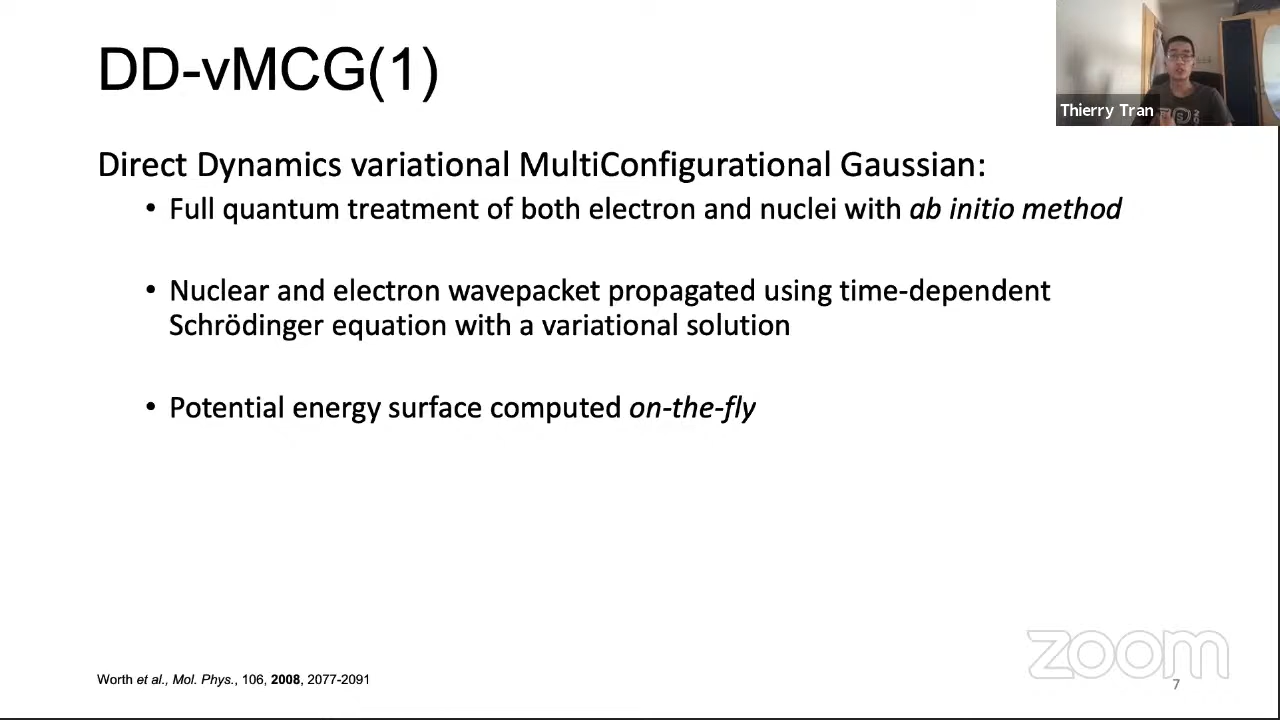 DD-vMCG(1)
Thierry Tran
Direct Dynamics variational MultiConfigurational Gaussian:
• Full quantum treatment of both electron and nuclei with ab initio method
• Nuclear and electron wavepacket propagated using time-dependent
Schrödinger equation with a variational solution
• Potential energy surface computed on-the-fly
Worth et al., Mol. Phys., 106, 2008, 2077-2091
zoom
7